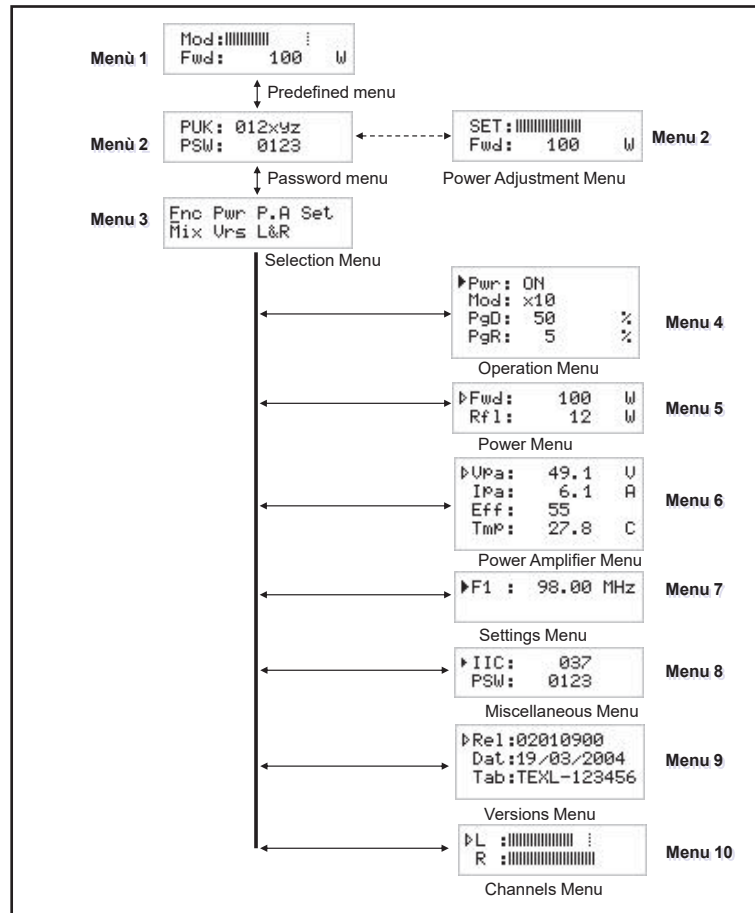 Menù 1
Mod:
Fwd: 100 W
Predefined menu
Menù 2
PUK: 012xyz
PSW: 0123
SET:
Fwd: 100 W
Menu 2
Password menu
Power Adjustment Menu
Menu 3
Fnc Pwr P.A Set
Mix Vrs L&R
Selection Menu
Pwr: ON
Mod: x10
PgD: 50 %
PgR: 5 %
Menu 4
Operation Menu
Fwd: 100 W
Rfl: 12 W
Menu 5
Power Menu
Vpa: 49.1 V
Ipa: 6.1 A
Eff: 55
Tmp: 27.8 C
Menu 6
Power Amplifier Menu
F1 : 98.00 MHz
Menu 7
Settings Menu
IIC: 037
PSW: 0123
Menu 8
Miscellaneous Menu
Rel:02010900
Dat:19/03/2004
Tab:TEXL-123456
Menu 9
Versions Menu
L :
R :
Menu 10
Channels Menu